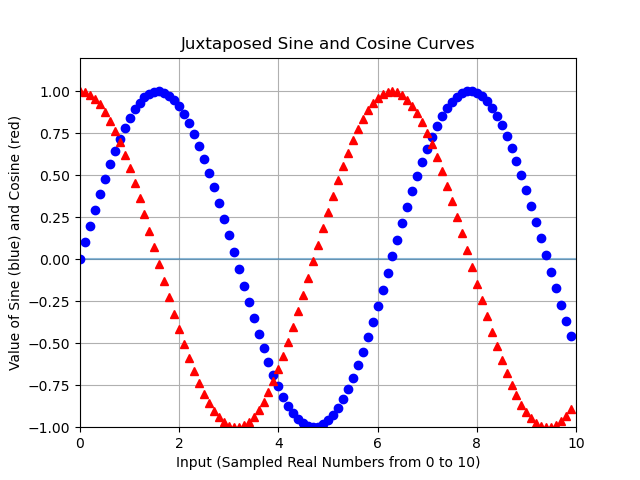 Juxtaposed Sine and Cosine Curves
Value of Sine (blue) and Cosine (red)
1.00
0.75
0.50
0.25
0.00
−0.25
−0.50
−0.75
−1.00
0 2 4 6 8 10
Input (Sampled Real Numbers from 0 to 10)